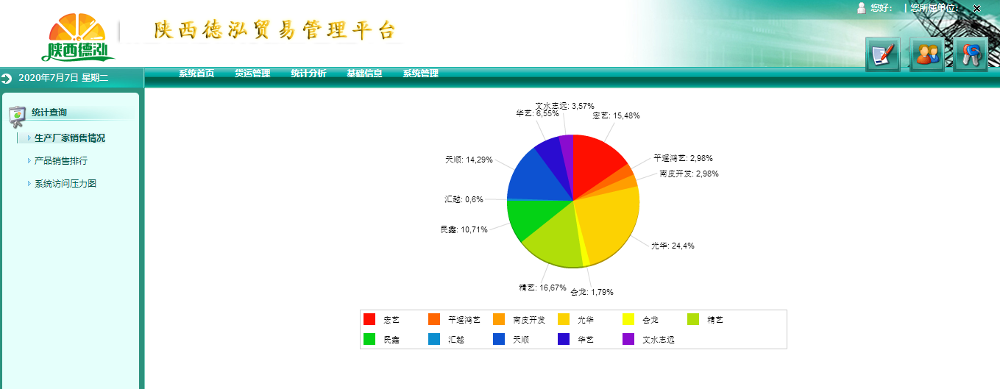 您好： | 您所属单位：
陕西德泓
陕西德泓贸易管理平台
2020年7月7日 星期二
系统首页 货运管理 统计分析 基础信息 系统管理
统计查询
生产厂家销售情况
产品销售排行
系统访问压力图
文水志远: 3,57%
华艺: 6,55%
宏艺: 15,48%
平遥鸿艺: 2,98%
天顺: 14,29%
南皮开发: 2,98%
汇越: 0,6%
民鑫: 10,71%
光华: 24,4%
精艺: 16,67%
会龙: 1,79%
宏艺 平遥鸿艺 南皮开发 光华 会龙 精艺
民鑫 汇越 天顺 华艺 文水志远